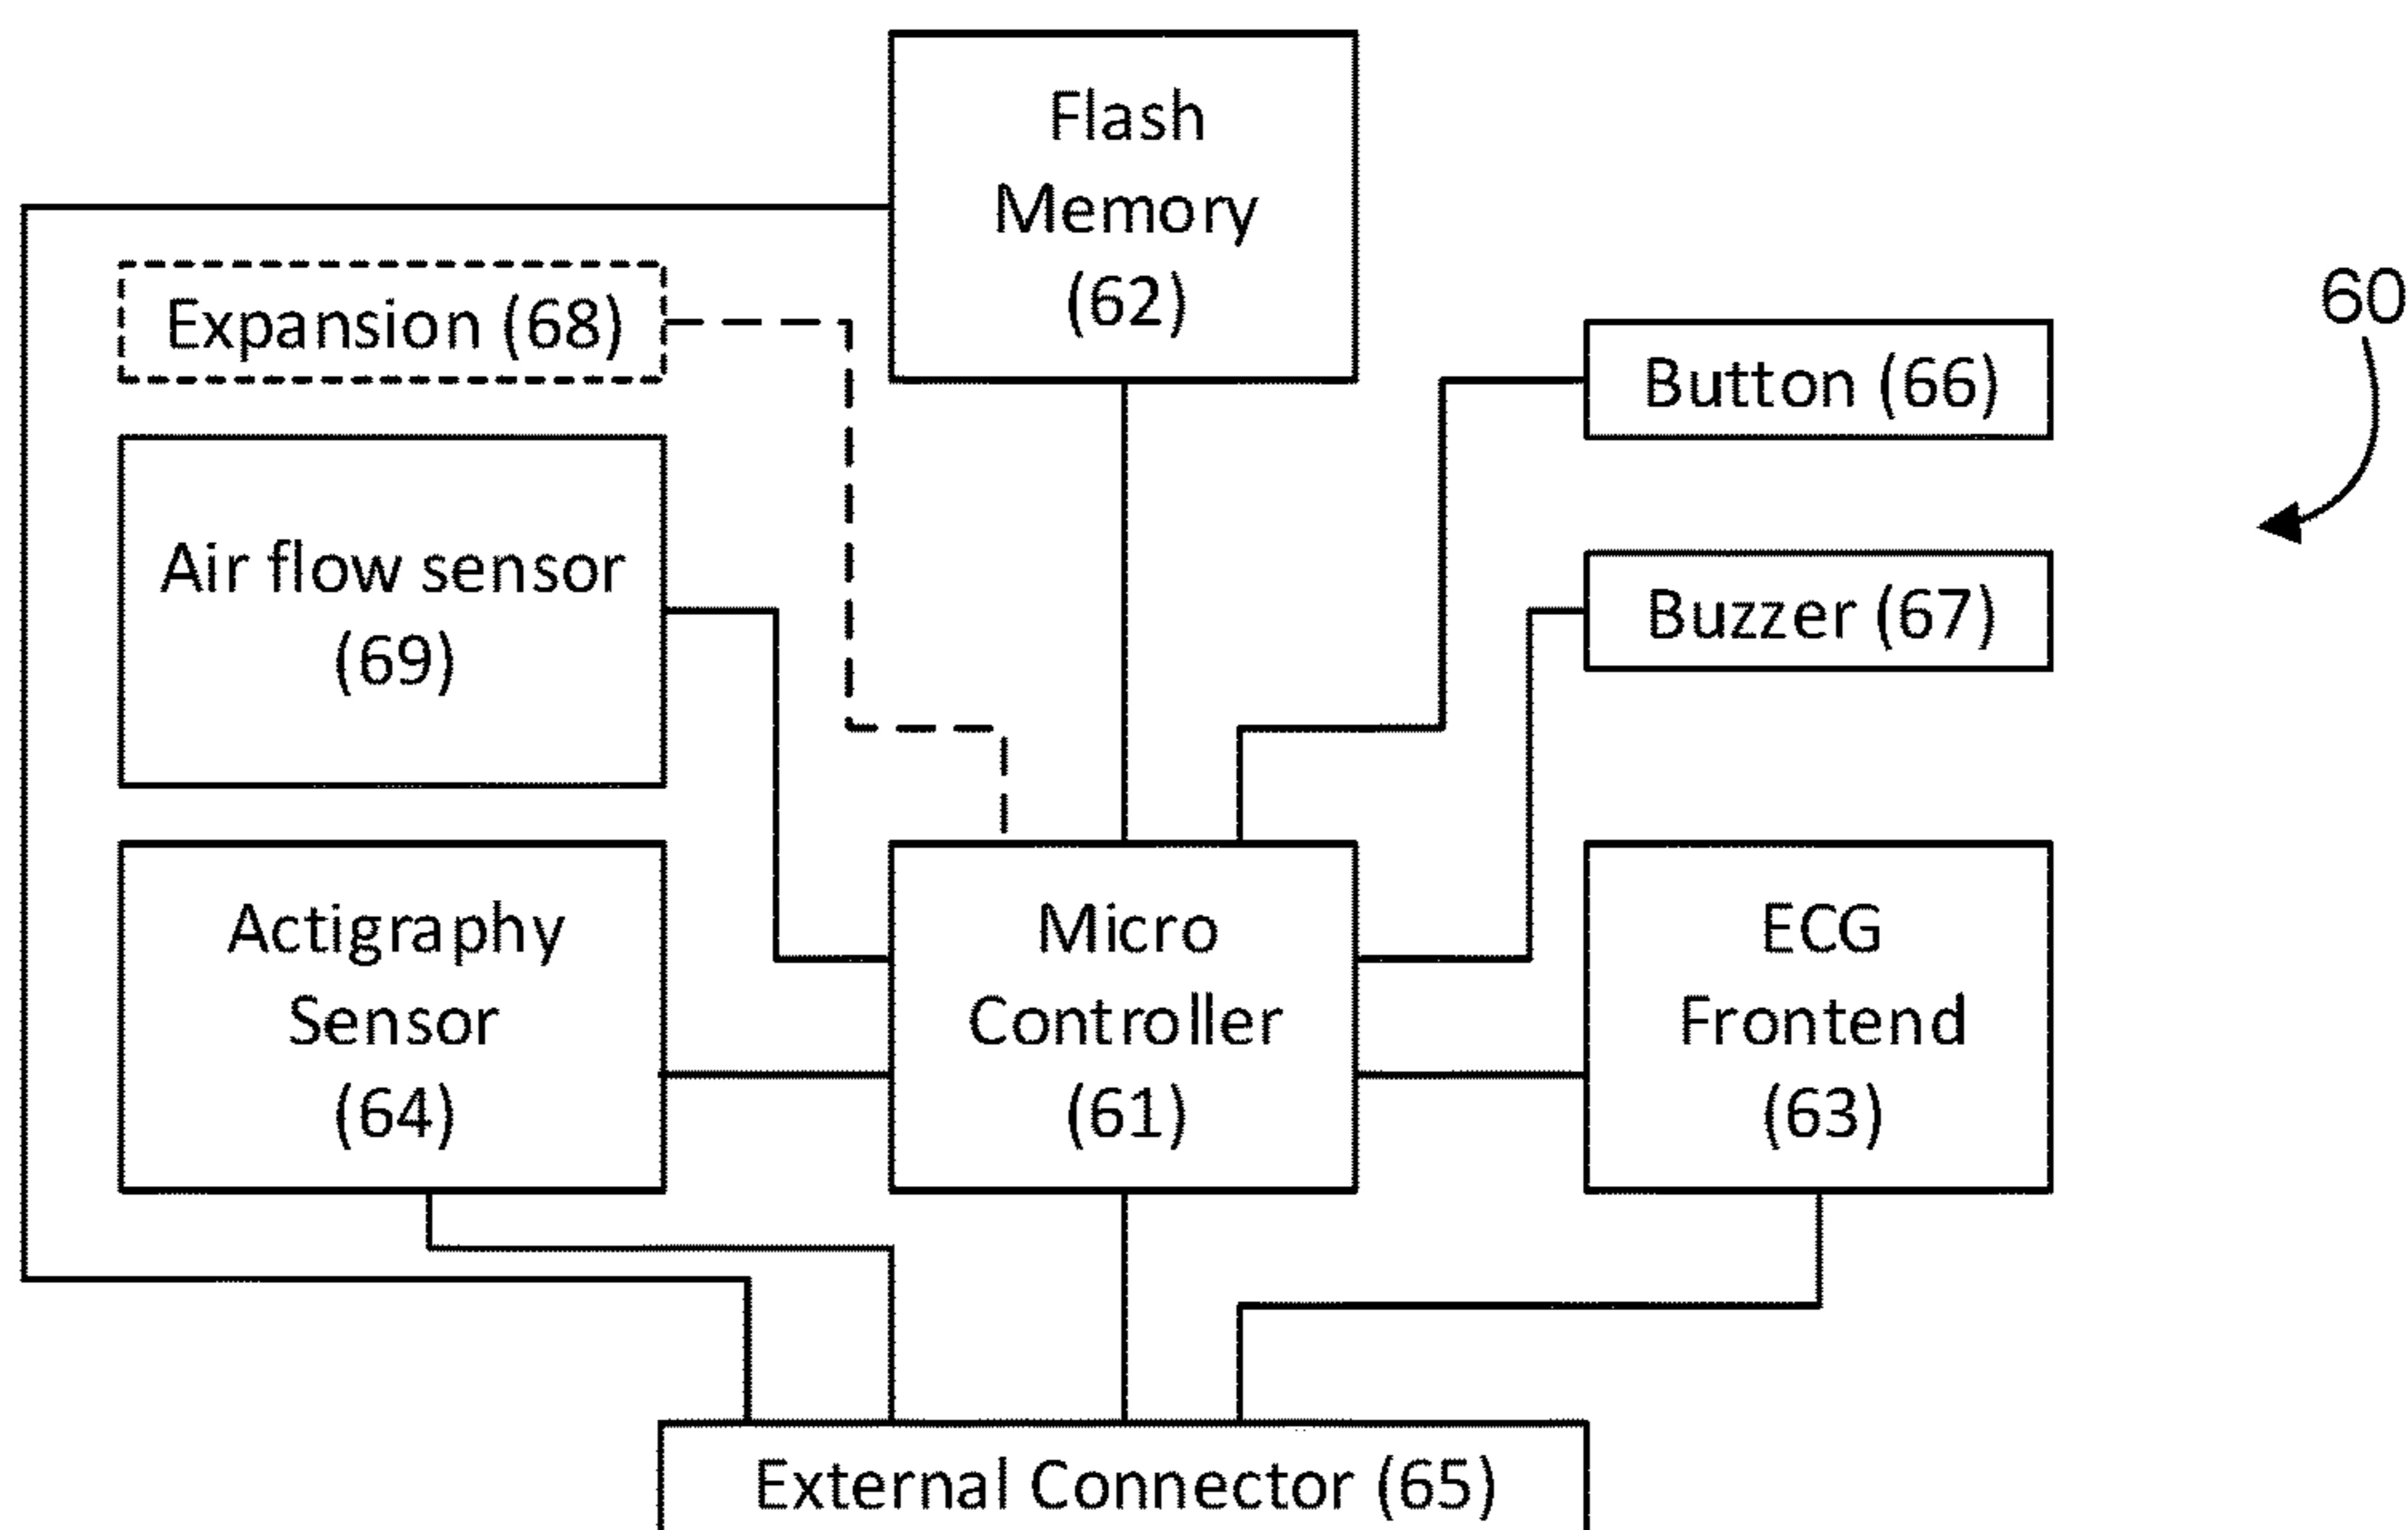 Flash
Memory
(62)
Expansion (68)
60
Button (66)
Air flow sensor
(69)
Buzzer (67)
Actigraphy
Sensor
(64)
Micro
Controller
(61)
ECG
Frontend
(63)
External Connector (65)